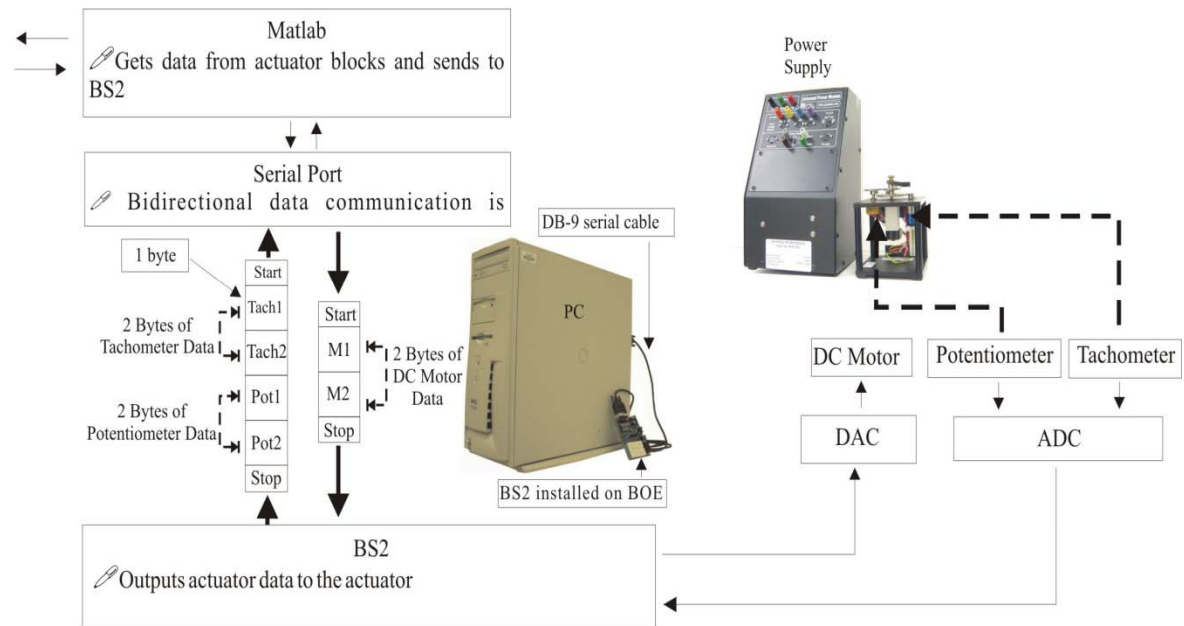 Matlab
Gets data from actuator blocks and sends to
BS2
Serial Port
Bidirectional data communication is
Power
Supply
DB-9 serial cable
1 byte
Start
Tach1
Tach2
Pot1
Pot2
Stop
2 Bytes of
Tachometer Data
2 Bytes of
Potentiometer Data
Start
M1
M2
Stop
2 Bytes of
DC Motor
Data
PC
BS2 installed on BOE
DC Motor
Potentiometer
Tachometer
DAC
ADC
BS2
Outputs actuator data to the actuator